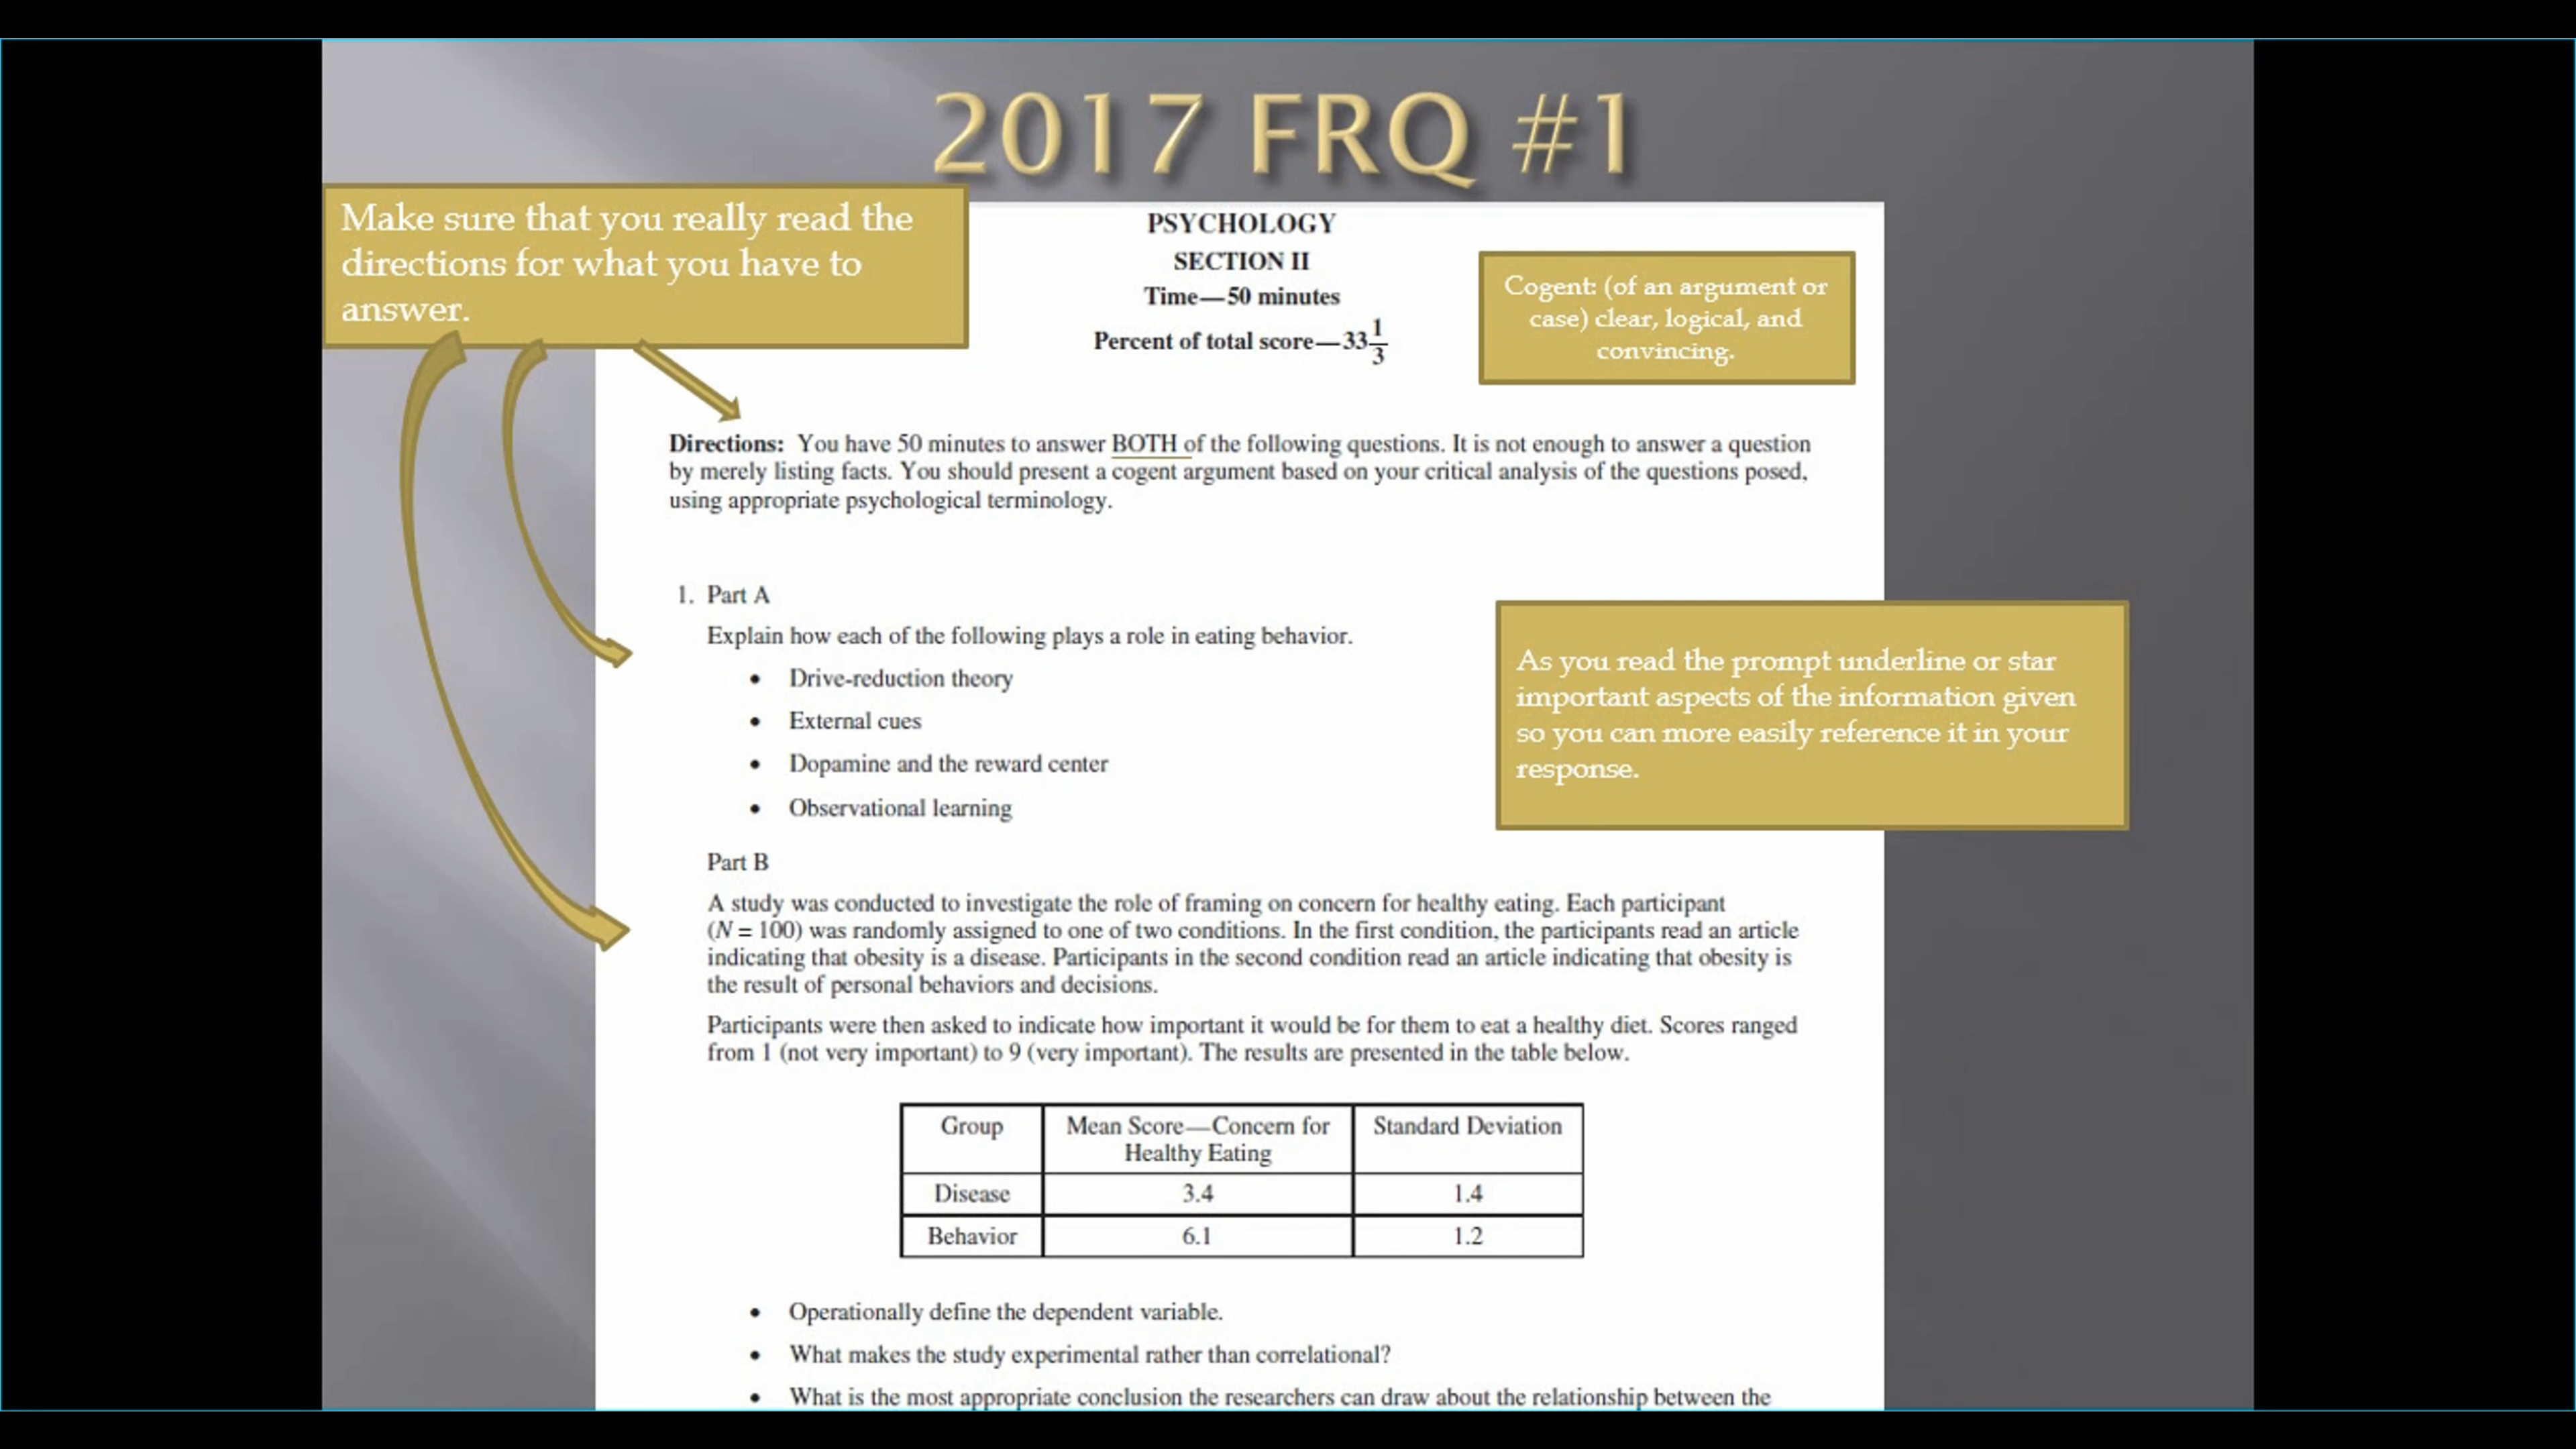 2017 FRQ #1
Make sure that you really read the
directions for what you have to
answer.
PSYCHOLOGY
SECTION II
Time—50 minutes
Percent of total score—33 1/3
Cogent: (of an argument or
case) clear, logical, and
convincing.
Directions: You have 50 minutes to answer BOTH of the following questions. It is not enough to answer a question
by merely listing facts. You should present a cogent argument based on your critical analysis of the questions posed,
using appropriate psychological terminology.
1. Part A
Explain how each of the following plays a role in eating behavior.
• Drive-reduction theory
• External cues
• Dopamine and the reward center
• Observational learning
As you read the prompt underline or star
important aspects of the information given
so you can more easily reference it in your
response.
Part B
A study was conducted to investigate the role of framing on concern for healthy eating. Each participant
(N = 100) was randomly assigned to one of two conditions. In the first condition, the participants read an article
indicating that obesity is a disease. Participants in the second condition read an article indicating that obesity is
the result of personal behaviors and decisions.
Participants were then asked to indicate how important it would be for them to eat a healthy diet. Scores ranged
from 1 (not very important) to 9 (very important). The results are presented in the table below.
Group Mean Score—Concern for Standard Deviation
Healthy Eating
Disease 3.4 1.4
Behavior 6.1 1.2
• Operationally define the dependent variable.
• What makes the study experimental rather than correlational?
• What is the most appropriate conclusion the researchers can draw about the relationship between the